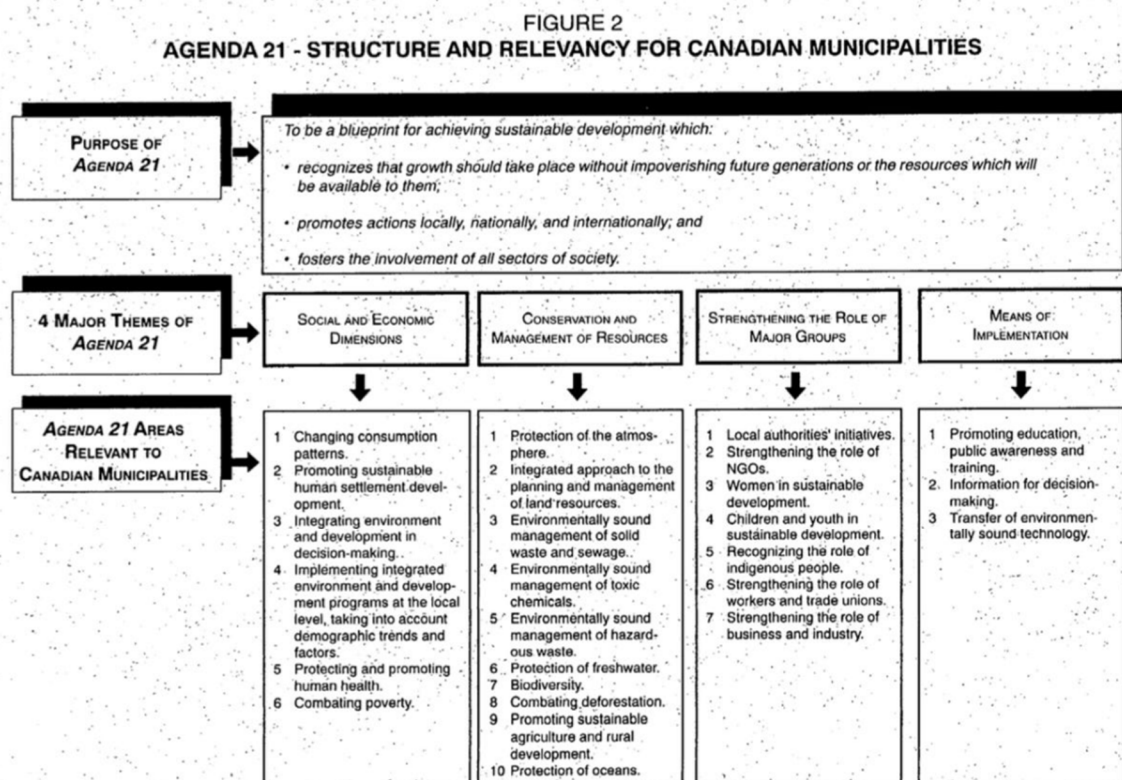 FIGURE 2
AGENDA 21 - STRUCTURE AND RELEVANCY FOR CANADIAN MUNICIPALITIES
PURPOSE OF
AGENDA 21
To be a blueprint for achieving sustainable development which:
• recognizes that growth should take place without impoverishing future generations or the resources which will
be available to them;
• promotes actions locally, nationally, and internationally; and
• fosters the involvement of all sectors of society.
4 MAJOR THEMES OF
AGENDA 21
SOCIAL AND ECONOMIC
DIMENSIONS
CONSERVATION AND
MANAGEMENT OF RESOURCES
STRENGTHENING THE ROLE OF
MAJOR GROUPS
MEANS OF
IMPLEMENTATION
AGENDA 21 AREAS
RELEVANT TO
CANADIAN MUNICIPALITIES
1 Changing consumption
patterns.
2 Promoting sustainable
human settlement devel-
opment.
3 Integrating environment
and development in
decision-making.
4 Implementing integrated
environment and develop-
ment programs at the local
level, taking into account
demographic trends and
factors.
5 Protecting and promoting
human health.
6 Combating poverty.
1 Protection of the atmos-
phere.
2 Integrated approach to the
planning and management
of land resources.
3 Environmentally sound
management of solid
waste and sewage.
4 Environmentally sound
management of toxic
chemicals.
5 Environmentally sound
management of hazard-
ous waste.
6 Protection of freshwater.
7 Biodiversity.
8 Combating deforestation.
9 Promoting sustainable
agriculture and rural
development.
10 Protection of oceans.
1 Local authorities' initiatives.
2 Strengthening the role of
NGOs.
3 Women in sustainable
development.
4 Children and youth in
sustainable development.
5 Recognizing the role of
indigenous people.
6 Strengthening the role of
workers and trade unions.
7 Strengthening the role of
business and industry.
1 Promoting education,
public awareness and
training.
2. Information for decision-
making.
3 Transfer of environmen-
tally sound technology.